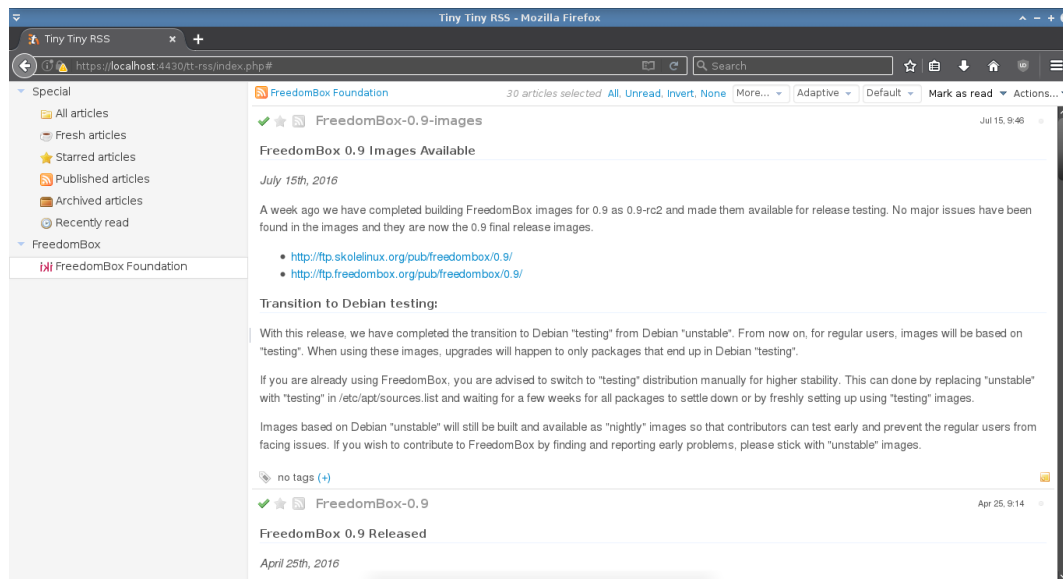 Tiny Tiny RSS - Mozilla Firefox
Tiny Tiny RSS
https://localhost:4430/tt-rss/index.php#
Search
Special
All articles
Fresh articles
Starred articles
Published articles
Archived articles
Recently read
FreedomBox
FreedomBox Foundation
FreedomBox Foundation
30 articles selected All, Unread, Invert, None More... Adaptive Default Mark as read Actions...
FreedomBox-0.9-images Jul 15, 9:46
FreedomBox 0.9 Images Available
July 15th, 2016
A week ago we have completed building FreedomBox images for 0.9 as 0.9-rc2 and made them available for release testing. No major issues have been
found in the images and they are now the 0.9 final release images.
http://ftp.skolelinux.org/pub/freedombox/0.9/
http://ftp.freedombox.org/pub/freedombox/0.9/
Transition to Debian testing:
With this release, we have completed the transition to Debian "testing" from Debian "unstable". From now on, for regular users, images will be based on
"testing". When using these images, upgrades will happen to only packages that end up in Debian "testing".
If you are already using FreedomBox, you are advised to switch to "testing" distribution manually for higher stability. This can done by replacing "unstable"
with "testing" in /etc/apt/sources.list and waiting for a few weeks for all packages to settle down or by freshly setting up using "testing" images.
Images based on Debian "unstable" will still be built and available as "nightly" images so that contributors can test early and prevent the regular users from
facing issues. If you wish to contribute to FreedomBox by finding and reporting early problems, please stick with "unstable" images.
no tags (+)
FreedomBox-0.9 Apr 25, 9:14
FreedomBox 0.9 Released
April 25th, 2016